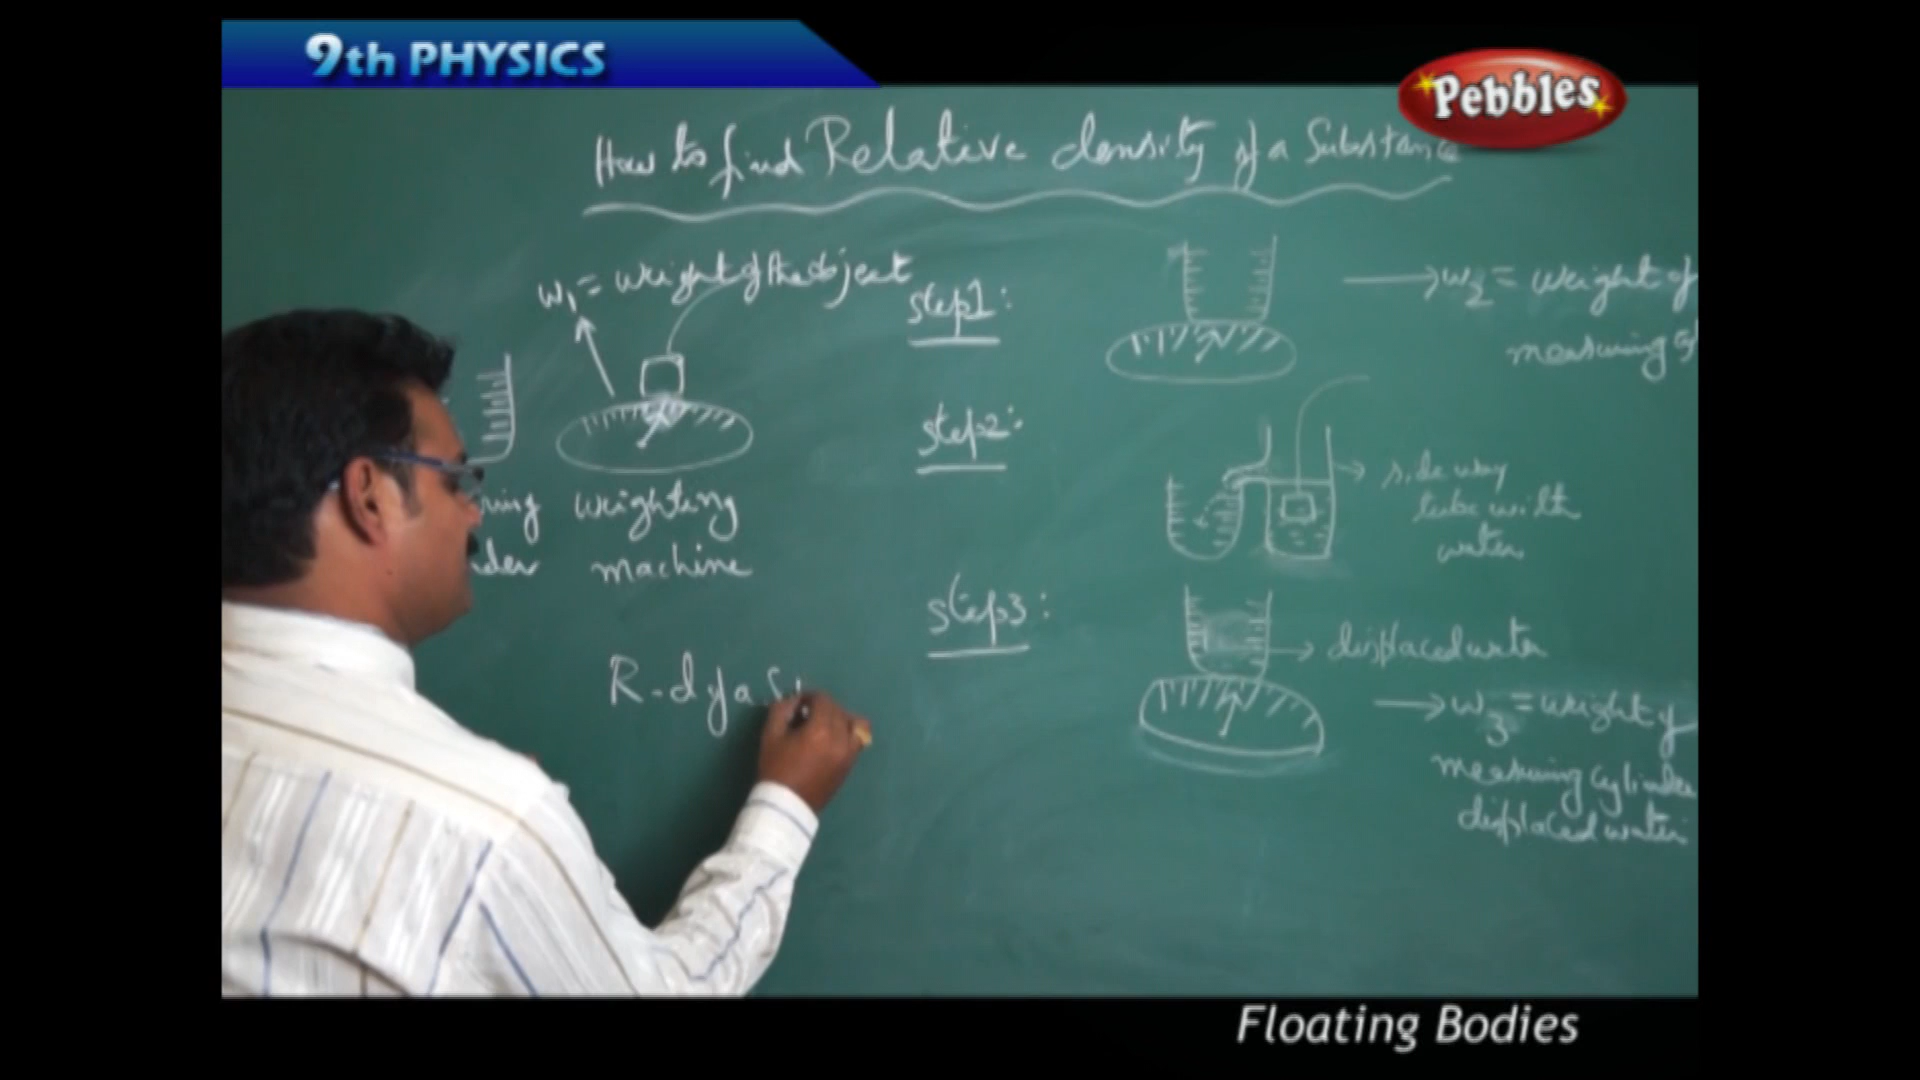 9th PHYSICS
Pebbles
How to find Relative density of a Substance
w1 = weight of the object
step1:
→ w2 = weight of
measuring cy
step2:
side way
tube with
water
weighting
machine
step3:
→ displaced water
R.d of a S
→ w3 = weight of
measuring cylinder
displaced water
Floating Bodies